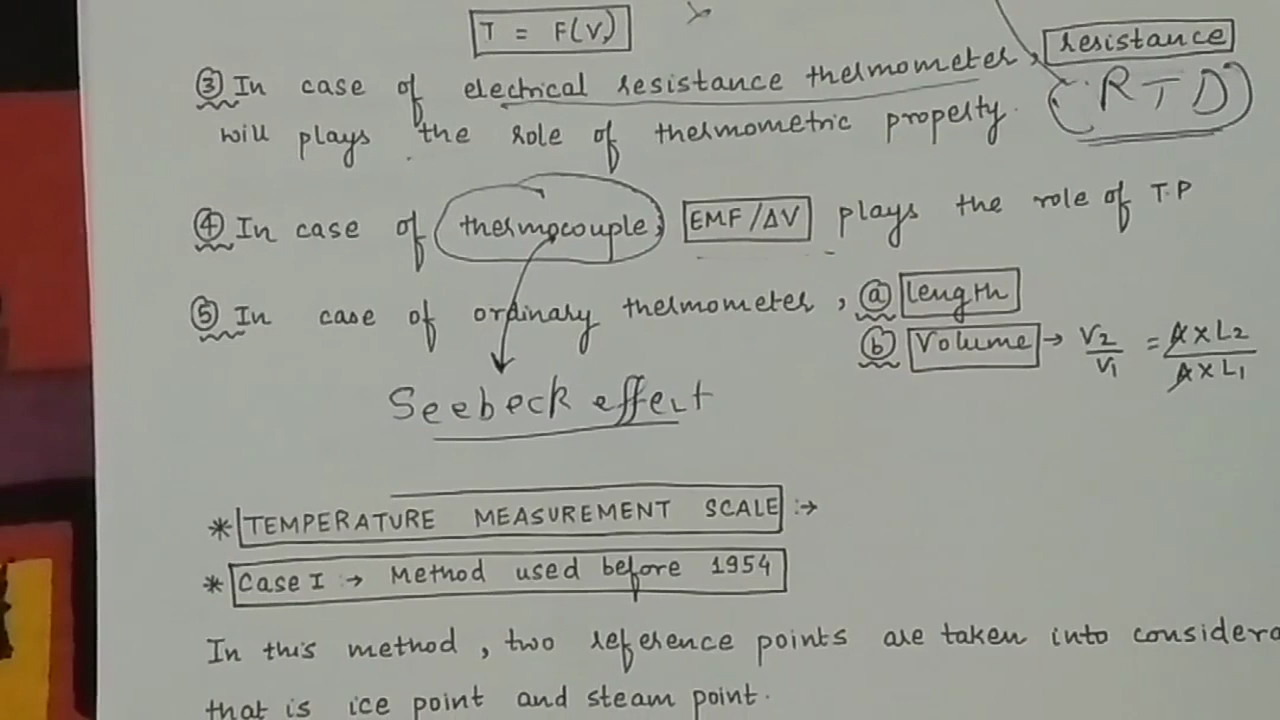 T = F(V)
③ In case of electrical resistance thermometer, resistance
(RTD)
will plays the role of thermometric property.
④ In case of thermocouple, EMF/ΔV plays the role of T.P
⑤ In case of ordinary thermometer, ⓐ length
ⓑ Volume → V2/V1 = A×L2/A×L1
Seebeck effect
* TEMPERATURE MEASUREMENT SCALE :→
* Case I :→ Method used before 1954
In this method, two reference points are taken into considera
that is ice point and steam point.